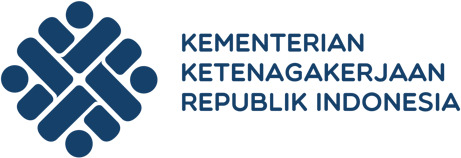 KEMENTERIAN
KETENAGAKERJAAN
REPUBLIK INDONESIA